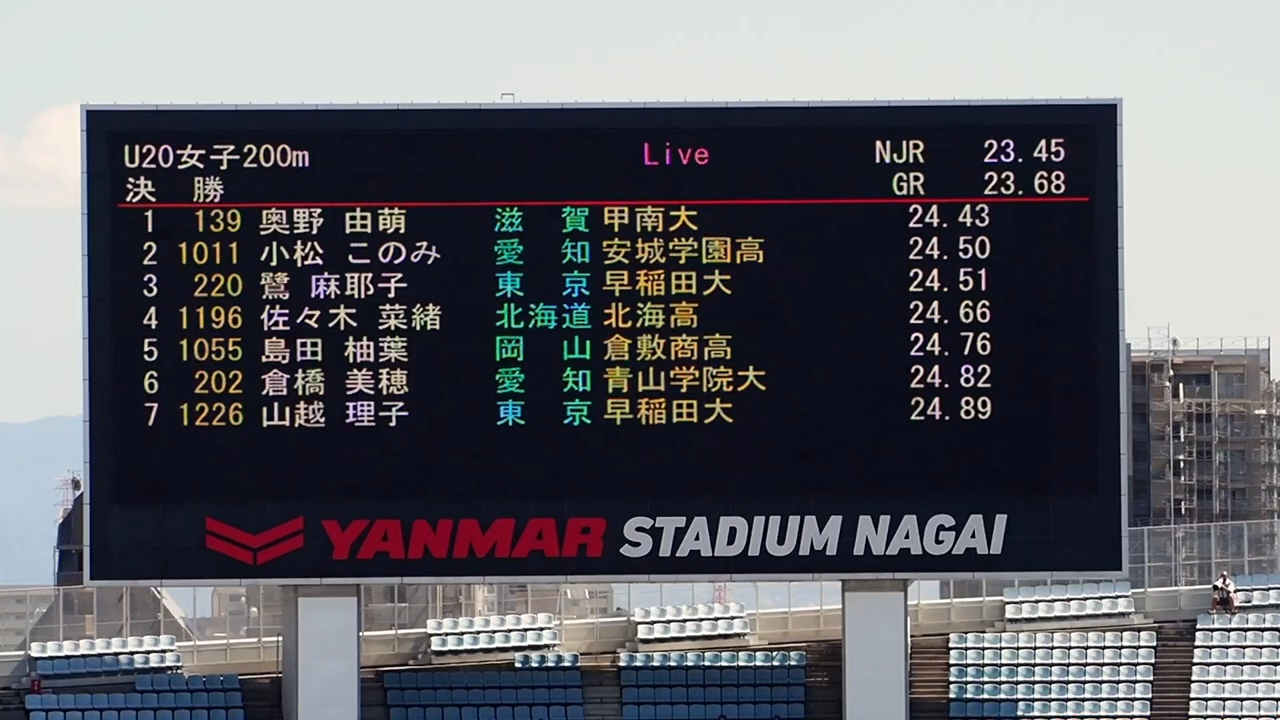 U20女子200m Live NJR 23.45
決 勝 GR 23.68
1 139 奥野 由萌 滋 賀 甲南大 24.43
2 1011 小松 このみ 愛 知 安城学園高 24.50
3 220 鷺 麻耶子 東 京 早稲田大 24.51
4 1196 佐々木 菜緒 北海道 北海高 24.66
5 1055 島田 柚葉 岡 山 倉敷商高 24.76
6 202 倉橋 美穂 愛 知 青山学院大 24.82
7 1226 山越 理子 東 京 早稲田大 24.89
YANMAR STADIUM NAGAI